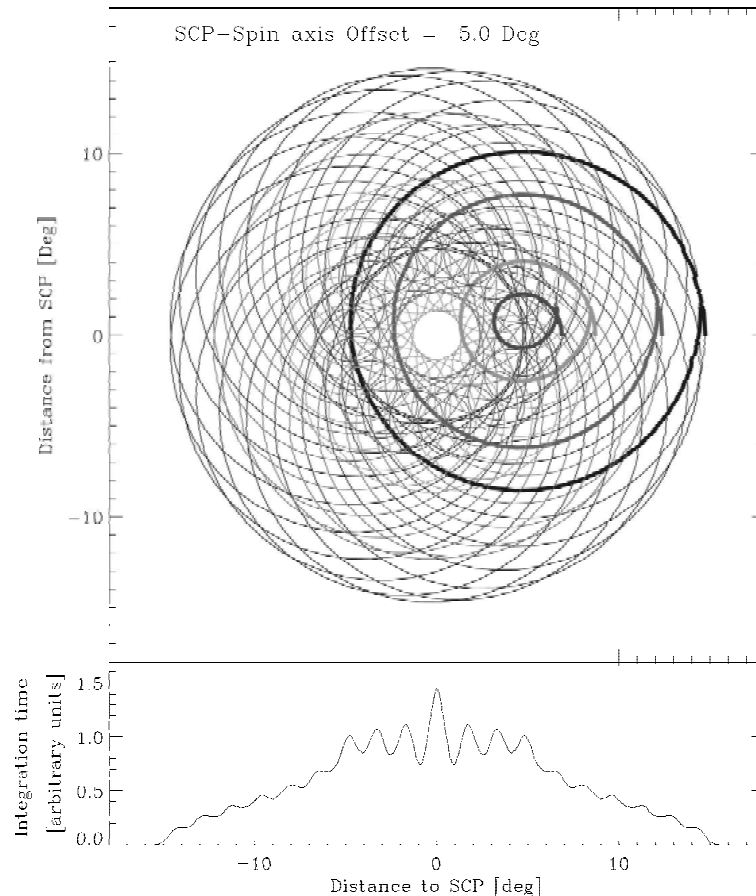 SCP-Spin axis Offset - 5.0 Deg
10
0
-10
Distance from SCP [Deg]
10
1.5
1.0
0.5
0.0
Integration time
[arbitrary units]
-10
0
10
Distance to SCP [deg]